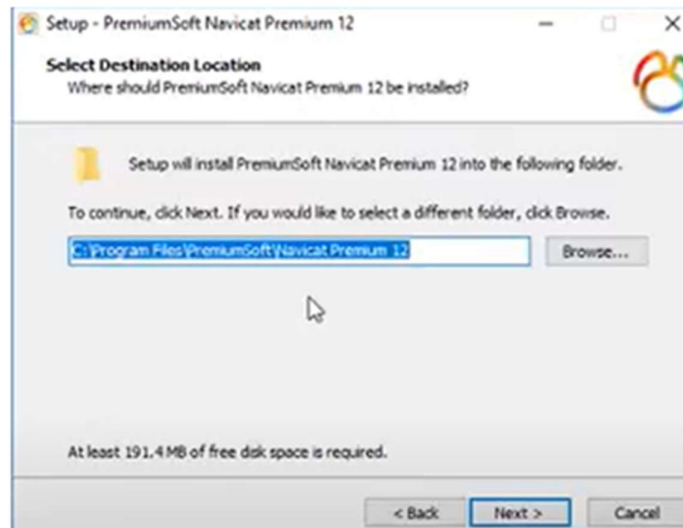 Setup - PremiumSoft Navicat Premium 12
Select Destination Location
Where should PremiumSoft Navicat Premium 12 be installed?
Setup will install PremiumSoft Navicat Premium 12 into the following folder.
To continue, click Next. If you would like to select a different folder, click Browse.
C:\Program Files\PremiumSoft\Navicat Premium 12
Browse...
At least 191.4 MB of free disk space is required.
< Back
Next >
Cancel